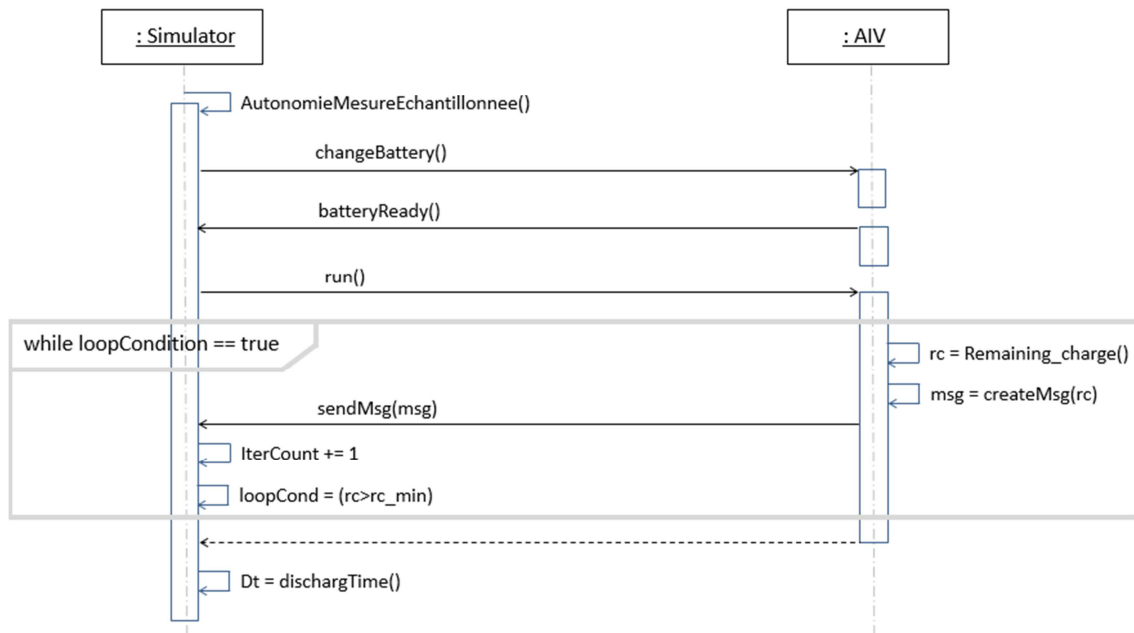 : Simulator
: AIV
AutonomieMesureEchantillonnee()
changeBattery()
batteryReady()
run()
while loopCondition == true
rc = Remaining_charge()
msg = createMsg(rc)
sendMsg(msg)
IterCount += 1
loopCond = (rc>rc_min)
Dt = dischargTime()